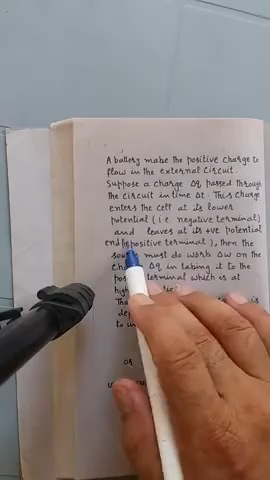 A battery make the positive charge to
flow in the external circuit.
Suppose a charge Δq passed through
the circuit in time Δt. This charge
enters the cell at its lower
potential (i.e. negative terminal)
and leaves at its +ve potential
end positive terminal), then the
must do work ΔW on the
Δq in taking it to the
terminal which is at
is
or